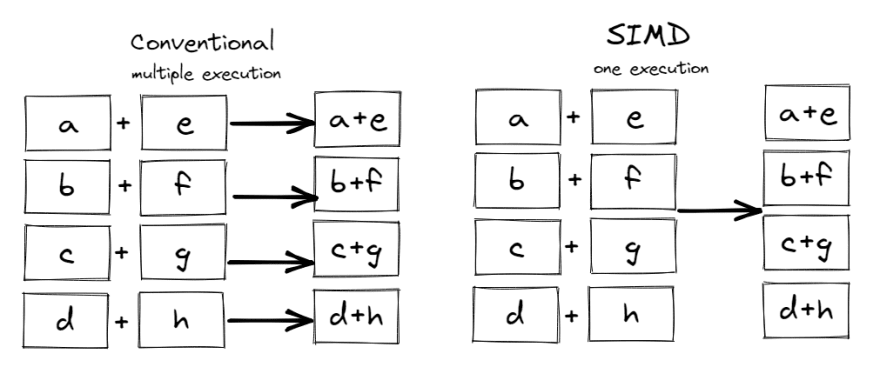 Conventional
multiple execution
a + e a+e
b + f b+f
c + g c+g
d + h d+h
SIMD
one execution
a + e a+e
b + f b+f
c + g c+g
d + h d+h